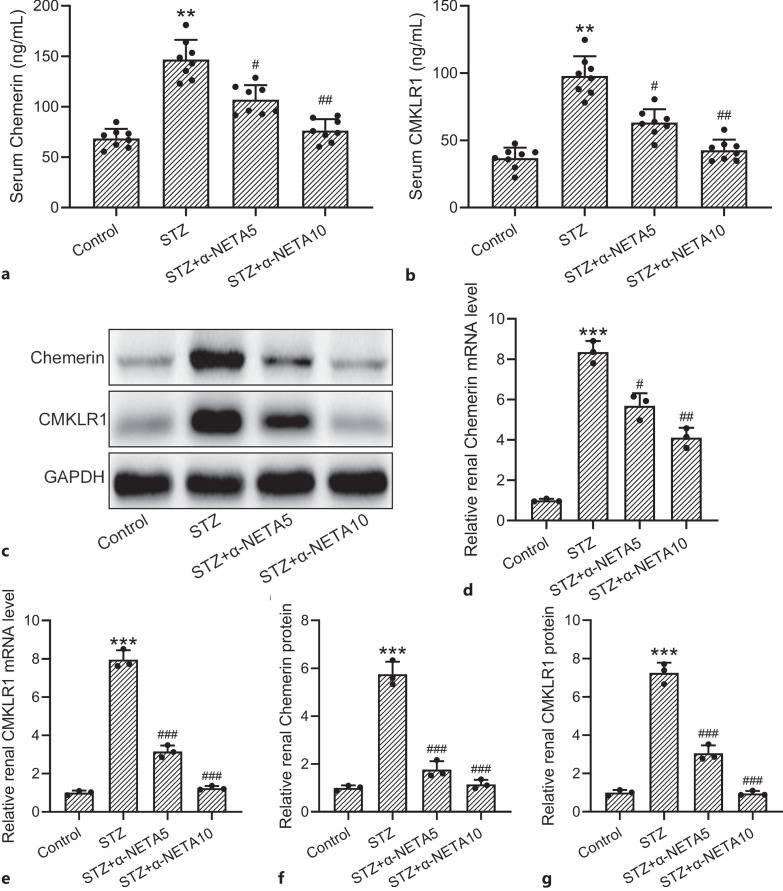 Serum Chemerin (ng/mL)
200
150
100
50
0
**
#
##
Control
STZ
STZ+α-NETA5
STZ+α-NETA10
a
Serum CMKLR1 (ng/mL)
150
100
50
0
**
#
##
Control
STZ
STZ+α-NETA5
STZ+α-NETA10
b
Chemerin
CMKLR1
GAPDH
Control
STZ
STZ+α-NETA5
STZ+α-NETA10
c
Relative renal Chemerin mRNA level
10
8
6
4
2
0
***
#
##
Control
STZ
STZ+α-NETA5
STZ+α-NETA10
d
Relative renal CMKLR1 mRNA level
10
8
6
4
2
0
***
###
###
Control
STZ
STZ+α-NETA5
STZ+α-NETA10
e
Relative renal Chemerin protein
8
6
4
2
0
***
###
###
Control
STZ
STZ+α-NETA5
STZ+α-NETA10
f
Relative renal CMKLR1 protein
10
8
6
4
2
0
***
###
###
Control
STZ
STZ+α-NETA5
STZ+α-NETA10
g